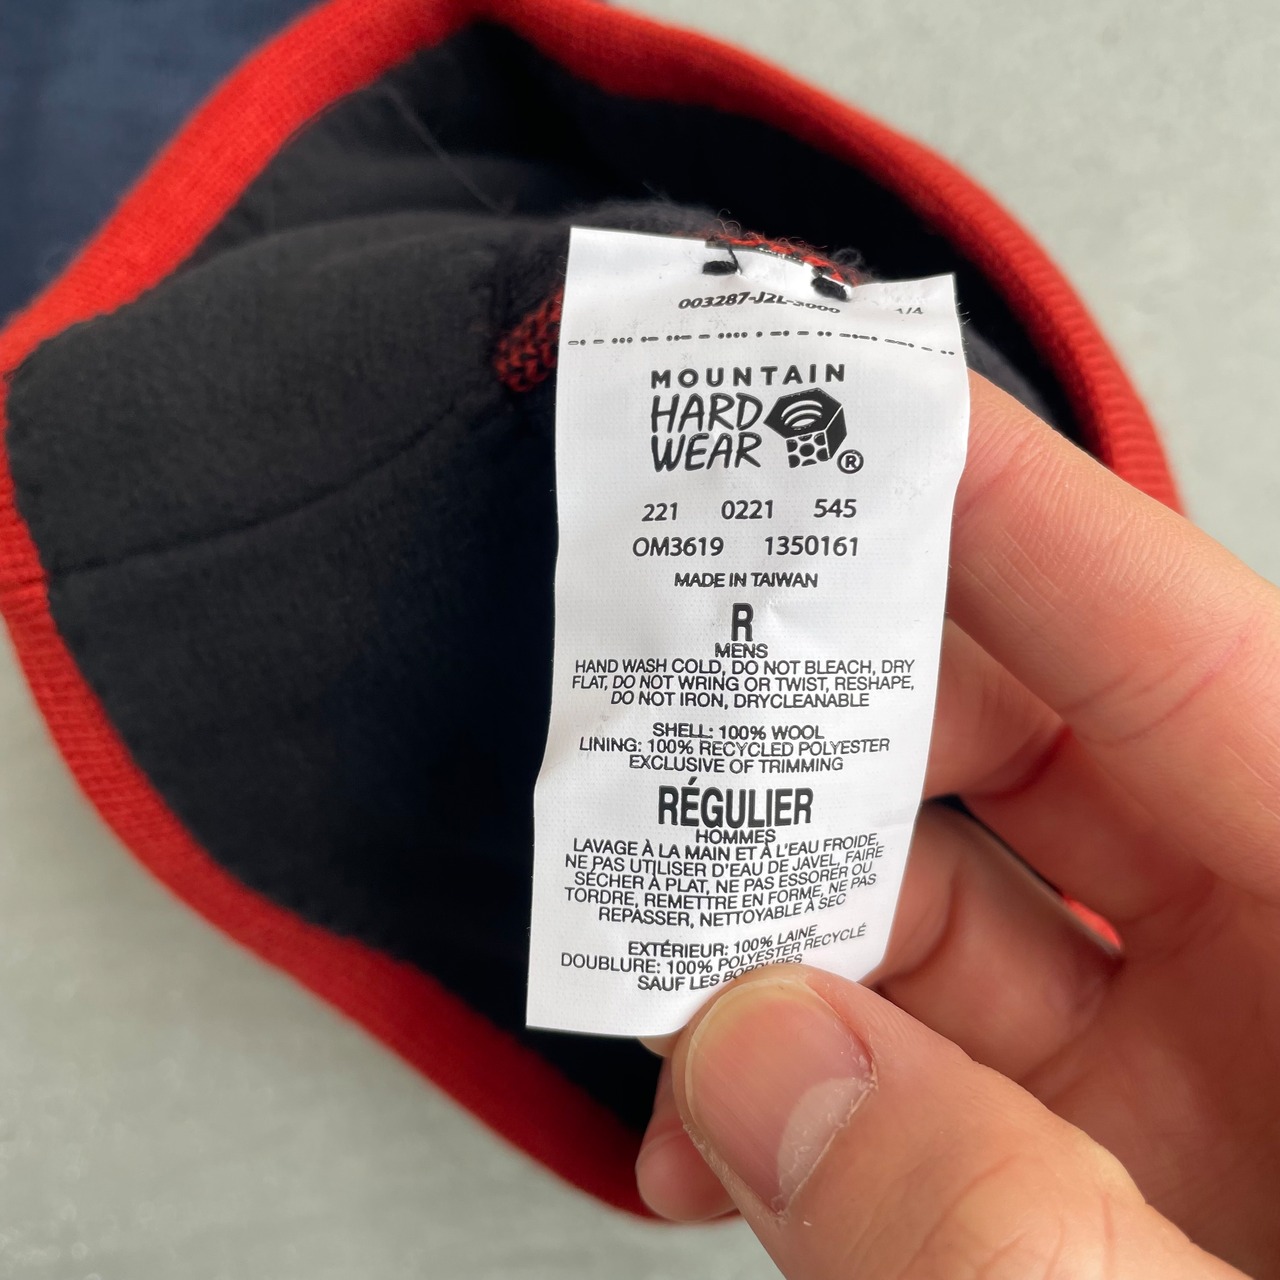 003287-J2L-
1/4
MOUNTAIN
HARD
WEAR®
221 0221 545
OM3619 1350161
MADE IN TAIWAN
R
MENS
HAND WASH COLD, DO NOT BLEACH, DRY
FLAT, DO NOT WRING OR TWIST, RESHAPE,
DO NOT IRON, DRYCLEANABLE
SHELL: 100% WOOL
LINING: 100% RECYCLED POLYESTER
EXCLUSIVE OF TRIMMING
RÉGULIER
HOMMES
LAVAGE À LA MAIN ET À L'EAU FROIDE,
NE PAS UTILISER D'EAU DE JAVEL, FAIRE
SÉCHER À PLAT, NE PAS ESSORER OU
TORDRE, REMETTRE EN FORME, NE PAS
REPASSER, NETTOYABLE À SEC
EXTÉRIEUR: 100% LAINE
DOUBLURE: 100% POLYESTER RECYCLÉ
SAUF LES BORDURES